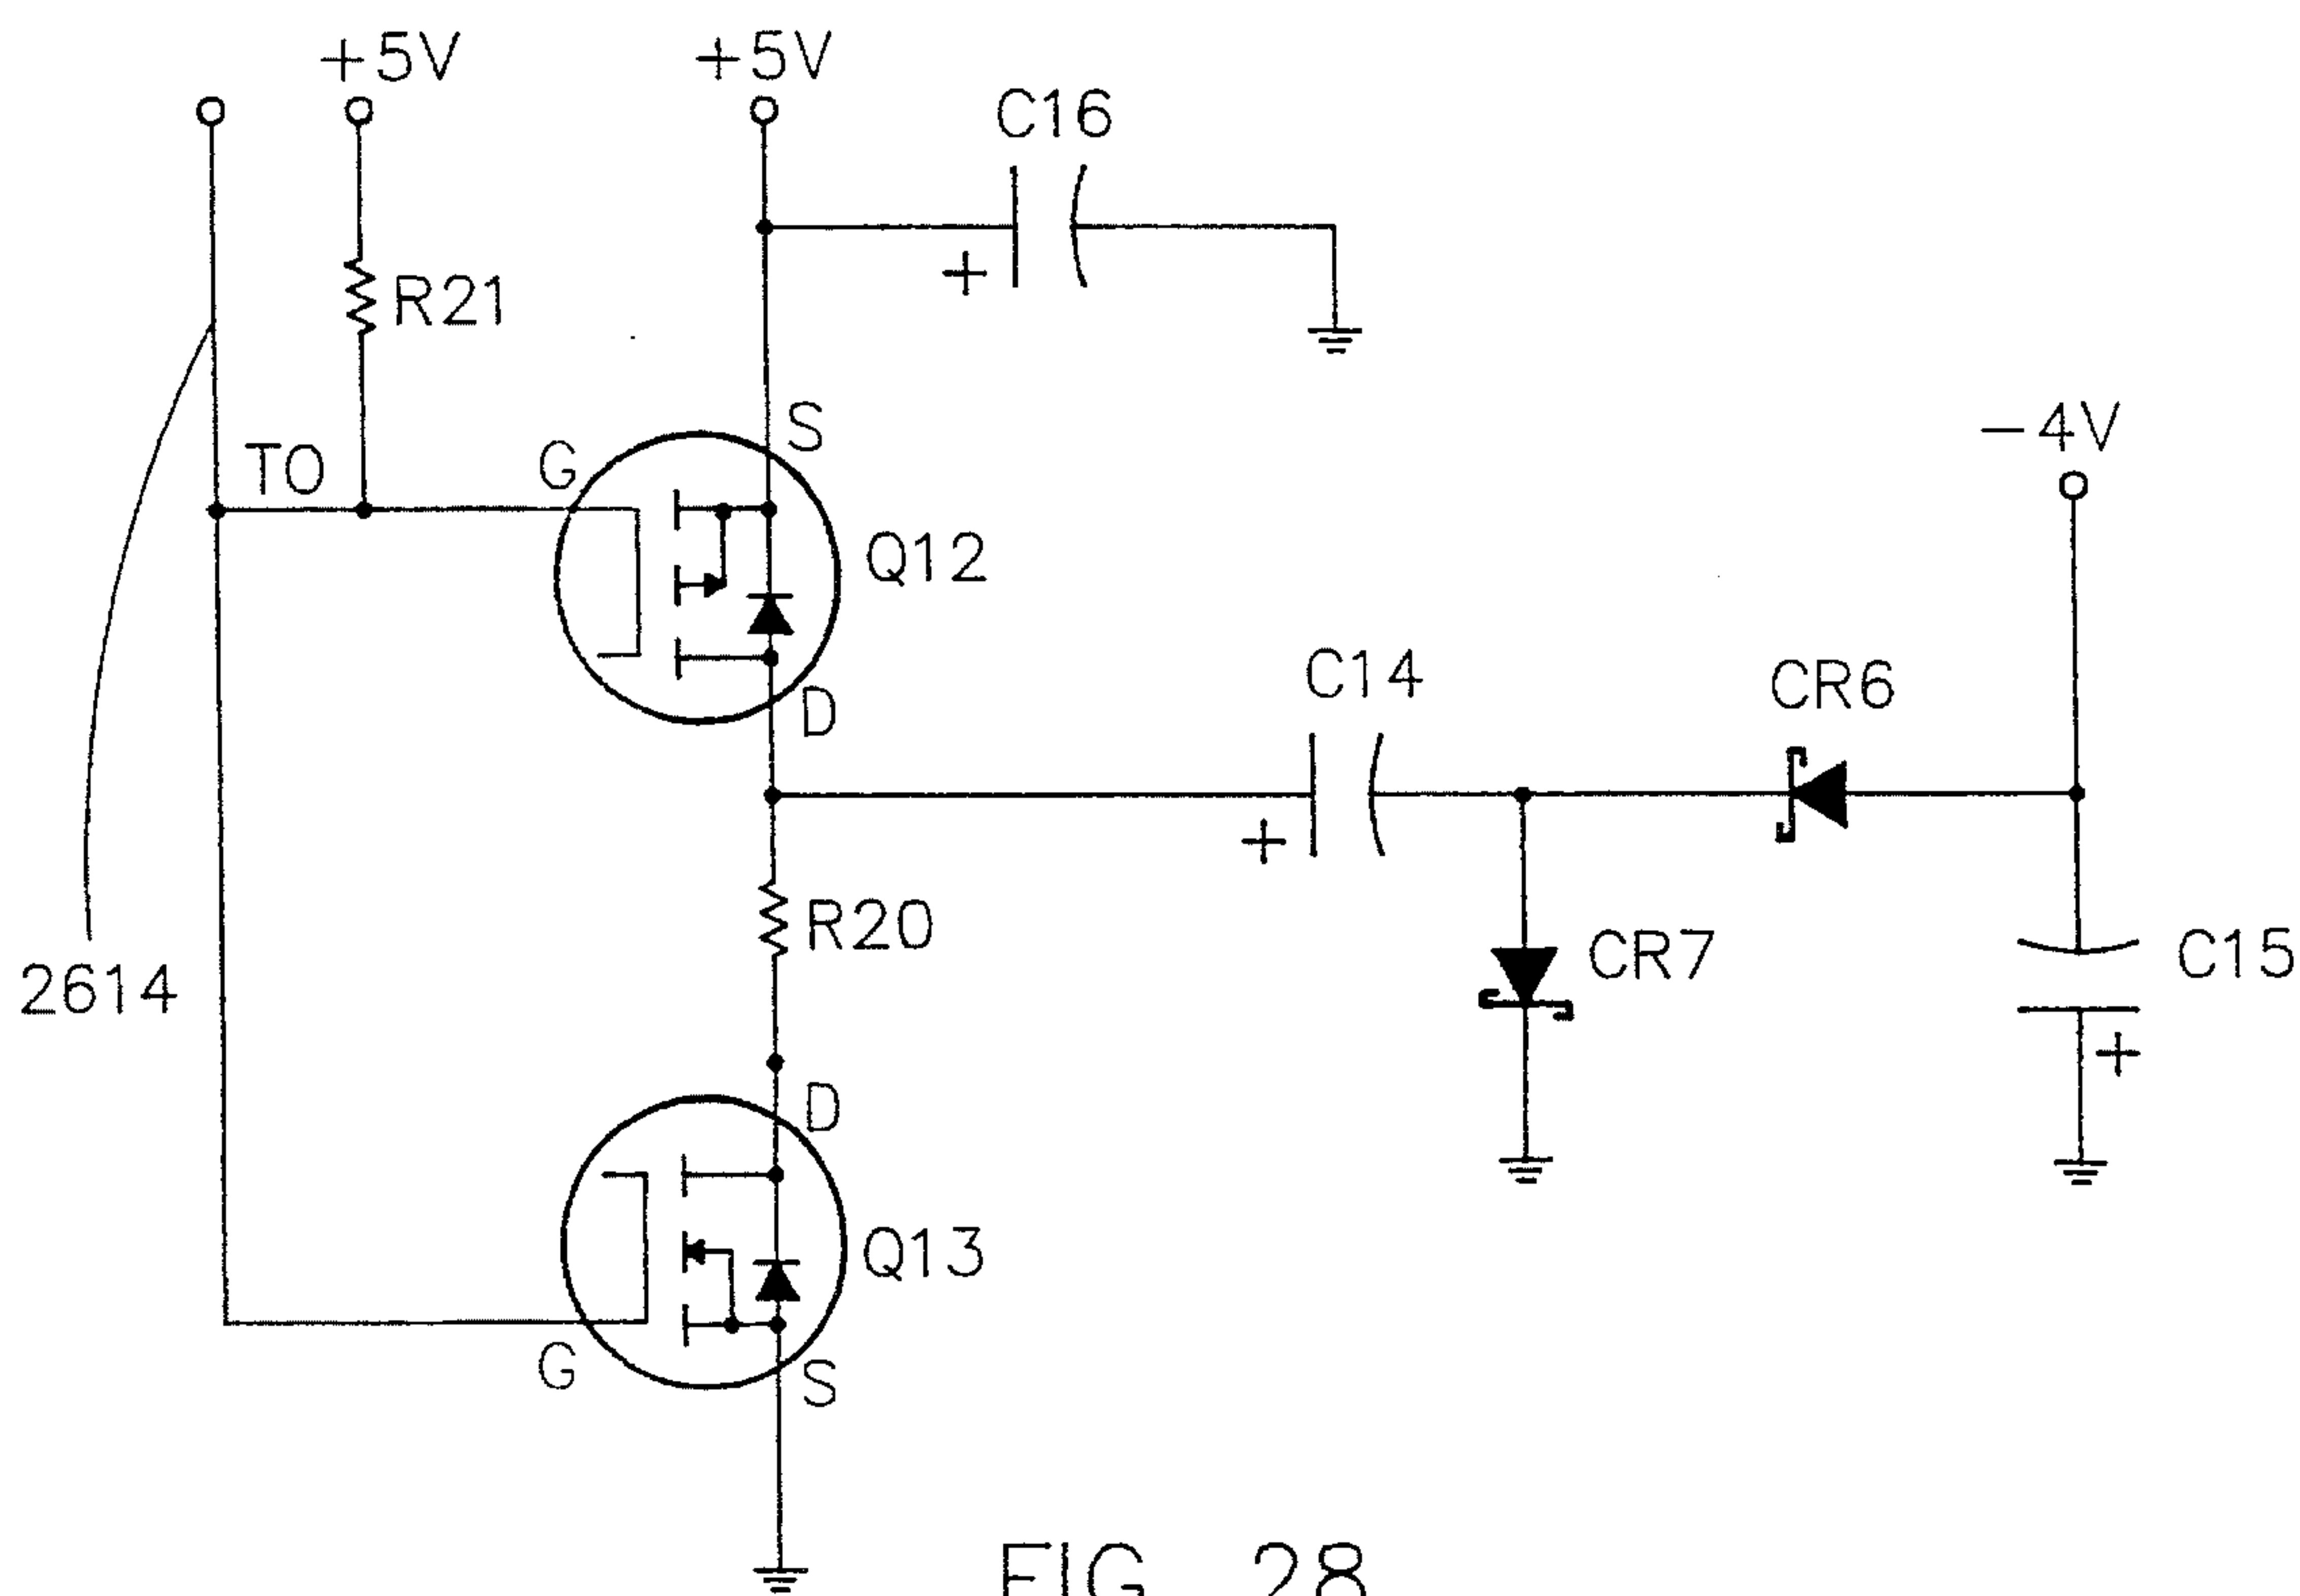 +5V
+5V
C16
+
R21
-4V
S
G
TO
Q12
C14
CR6
D
+
R20
CR7
C15
2614
+
D
Q13
G
S
FIG. 28